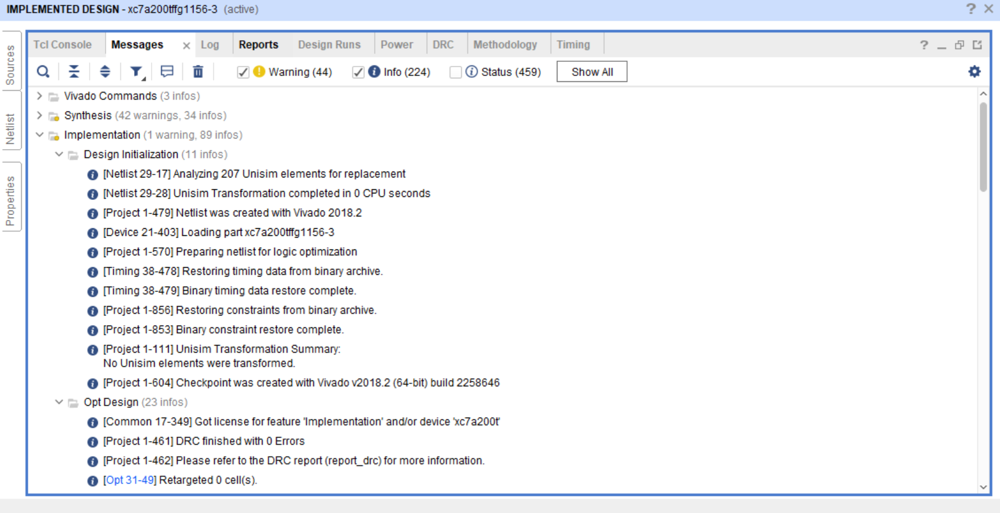 IMPLEMENTED DESIGN - xc7a200tffg1156-3 (active)
Sources
Netlist
Properties
Tcl Console Messages Log Reports Design Runs Power DRC Methodology Timing
Warning (44) Info (224) Status (459) Show All
Vivado Commands (3 infos)
Synthesis (42 warnings, 34 infos)
Implementation (1 warning, 89 infos)
Design Initialization (11 infos)
[Netlist 29-17] Analyzing 207 Unisim elements for replacement
[Netlist 29-28] Unisim Transformation completed in 0 CPU seconds
[Project 1-479] Netlist was created with Vivado 2018.2
[Device 21-403] Loading part xc7a200tffg1156-3
[Project 1-570] Preparing netlist for logic optimization
[Timing 38-478] Restoring timing data from binary archive.
[Timing 38-479] Binary timing data restore complete.
[Project 1-856] Restoring constraints from binary archive.
[Project 1-853] Binary constraint restore complete.
[Project 1-111] Unisim Transformation Summary:
No Unisim elements were transformed.
[Project 1-604] Checkpoint was created with Vivado v2018.2 (64-bit) build 2258646
Opt Design (23 infos)
[Common 17-349] Got license for feature 'Implementation' and/or device 'xc7a200t'
[Project 1-461] DRC finished with 0 Errors
[Project 1-462] Please refer to the DRC report (report_drc) for more information.
[Opt 31-49] Retargeted 0 cell(s).